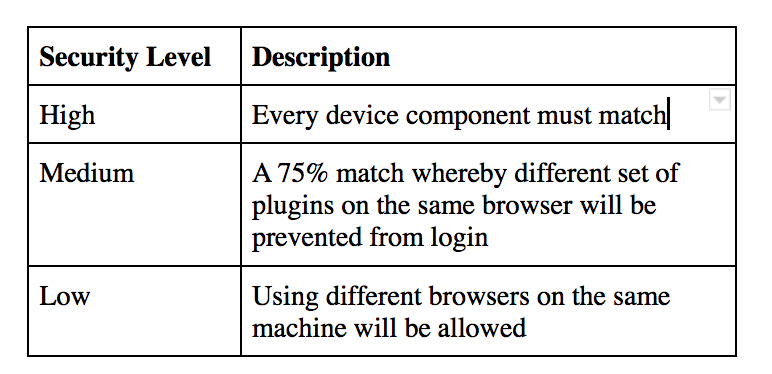 Security Level Description
High Every device component must match
Medium A 75% match whereby different set of
plugins on the same browser will be
prevented from login
Low Using different browsers on the same
machine will be allowed